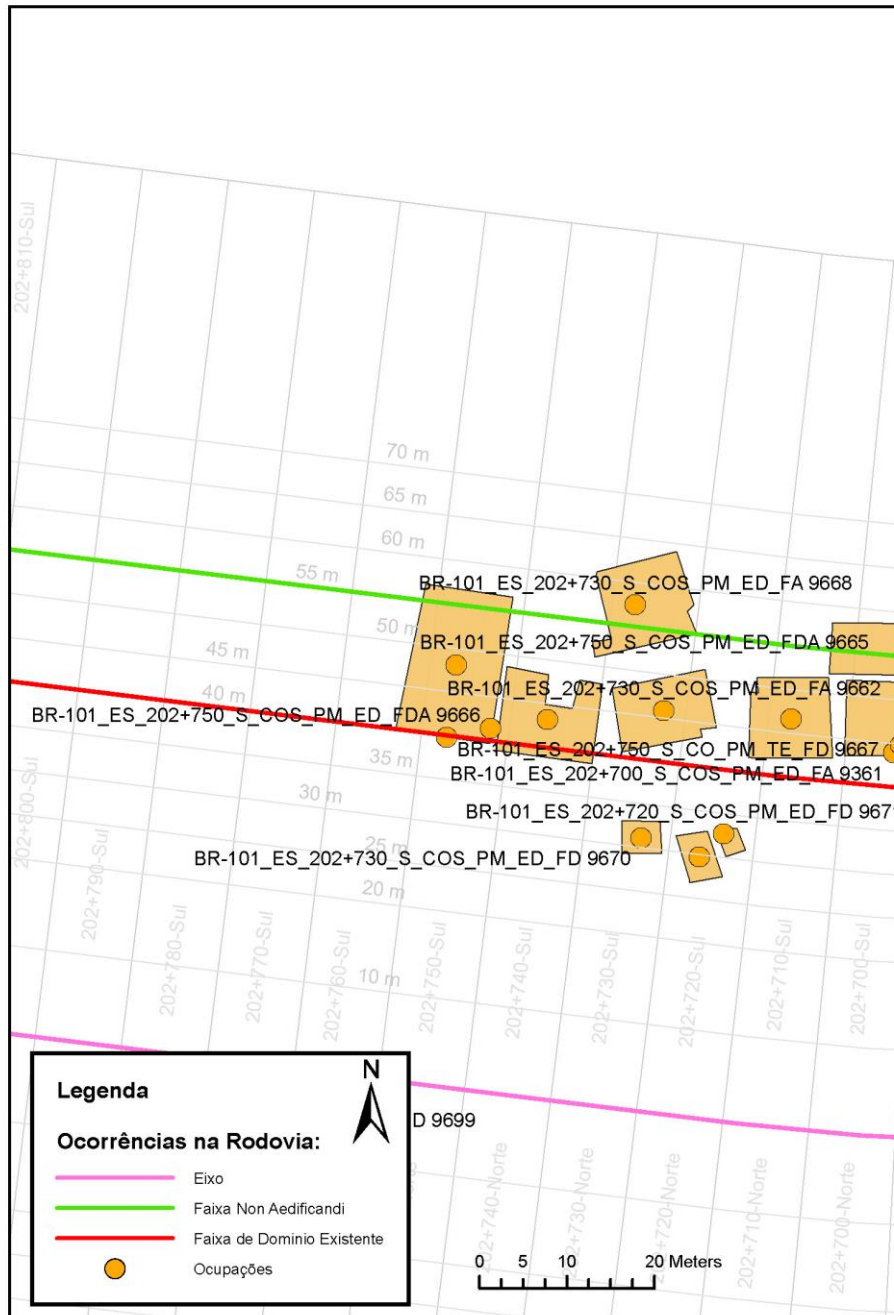 202+810-Sul
70 m
65 m
60 m
55 m
BR-101_ES_202+730_S_COS_PM_ED_FA 9668
50 m
BR-101_ES_202+750_S_COS_PM_ED_FDA 9665
45 m
BR-101_ES_202+730_S_COS_PM_ED_FA 9662
40 m
BR-101_ES_202+750_S_COS_PM_ED_FDA 9666
35 m
BR-101_ES_202+750_S_CO_PM_TE_FD 9667
BR-101_ES_202+700_S_COS_PM_ED_FA 9361
30 m
BR-101_ES_202+720_S_COS_PM_ED_FD 9671
25 m
BR-101_ES_202+730_S_COS_PM_ED_FD 9670
20 m
10 m
202+800-Sul
202+790-Sul
202+780-Sul
202+770-Sul
202+760-Sul
202+750-Sul
202+740-Sul
202+730-Sul
202+720-Sul
202+710-Sul
202+700-Sul
D 9699
202+740-Norte
202+730-Norte
202+720-Norte
202+710-Norte
202+700-Norte
Legenda
N
Ocorrências na Rodovia:
Eixo
Faixa Non Aedificandi
Faixa de Dominio Existente
Ocupações
0 5 10 20 Meters